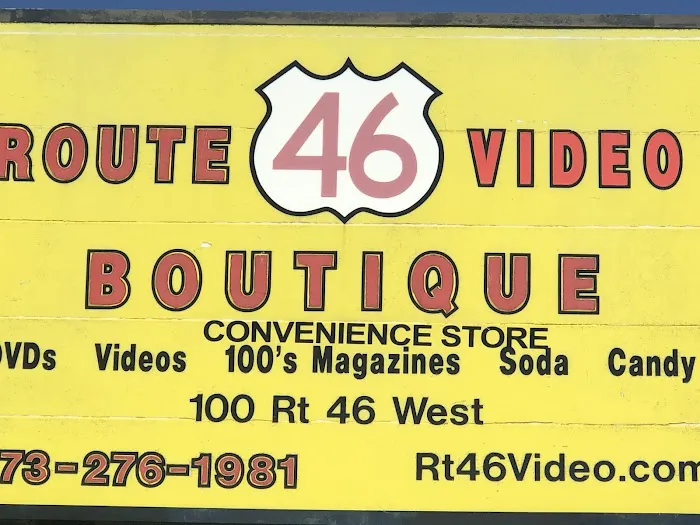 ROUTE 46 VIDEO
BOUTIQUE
CONVENIENCE STORE
DVDs Videos 100's Magazines Soda Candy
100 Rt 46 West
73-276-1981 Rt46Video.com